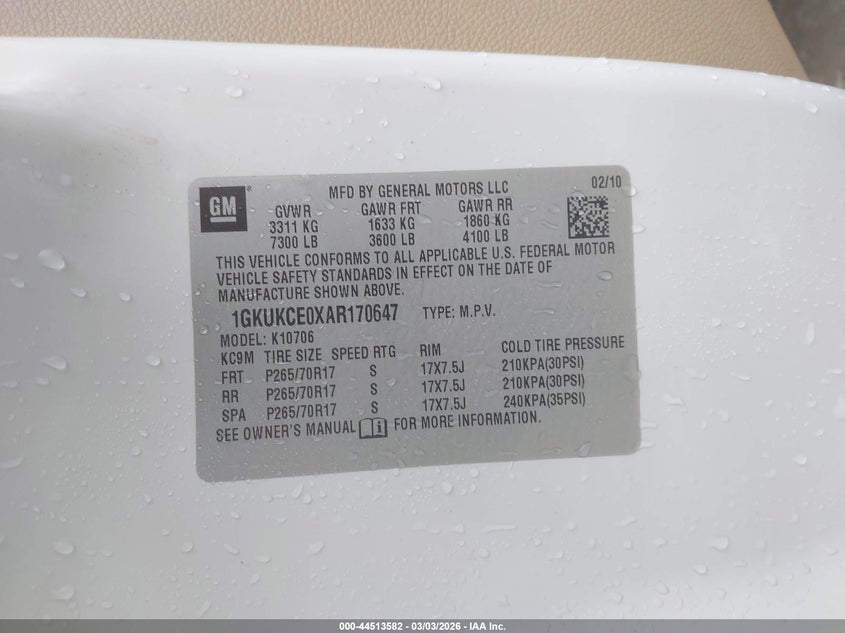 GM ®
MFD BY GENERAL MOTORS LLC 02/10
GVWR GAWR FRT GAWR RR
3311 KG 1633 KG 1860 KG
7300 LB 3600 LB 4100 LB
THIS VEHICLE CONFORMS TO ALL APPLICABLE U.S. FEDERAL MOTOR
VEHICLE SAFETY STANDARDS IN EFFECT ON THE DATE OF
MANUFACTURE SHOWN ABOVE.
1GKUKCE0XAR170647 TYPE: M.P.V.
MODEL: K10706
KC9M TIRE SIZE SPEED RTG RIM COLD TIRE PRESSURE
FRT P265/70R17 S 17X7.5J 210KPA(30PSI)
RR P265/70R17 S 17X7.5J 210KPA(30PSI)
SPA P265/70R17 S 17X7.5J 240KPA(35PSI)
SEE OWNER'S MANUAL FOR MORE INFORMATION.
000-44513582 - 03/03/2026 - IAA Inc.